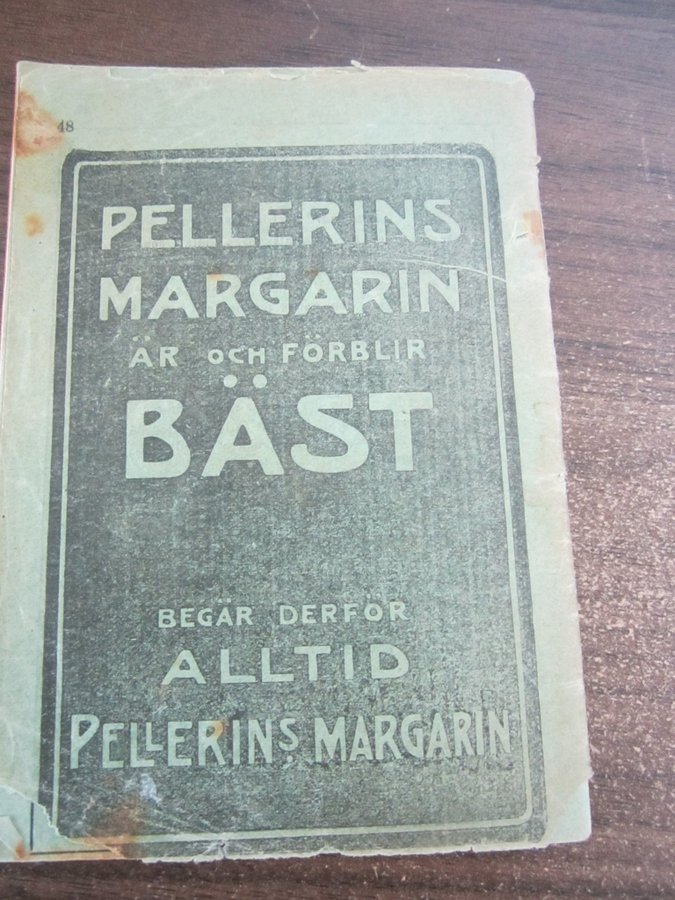 48
PELLERINS
MARGARIN
ÄR OCH FÖRBLIR
BÄST
BEGÄR DERFÖR
ALLTID
PELLERINS MARGARIN